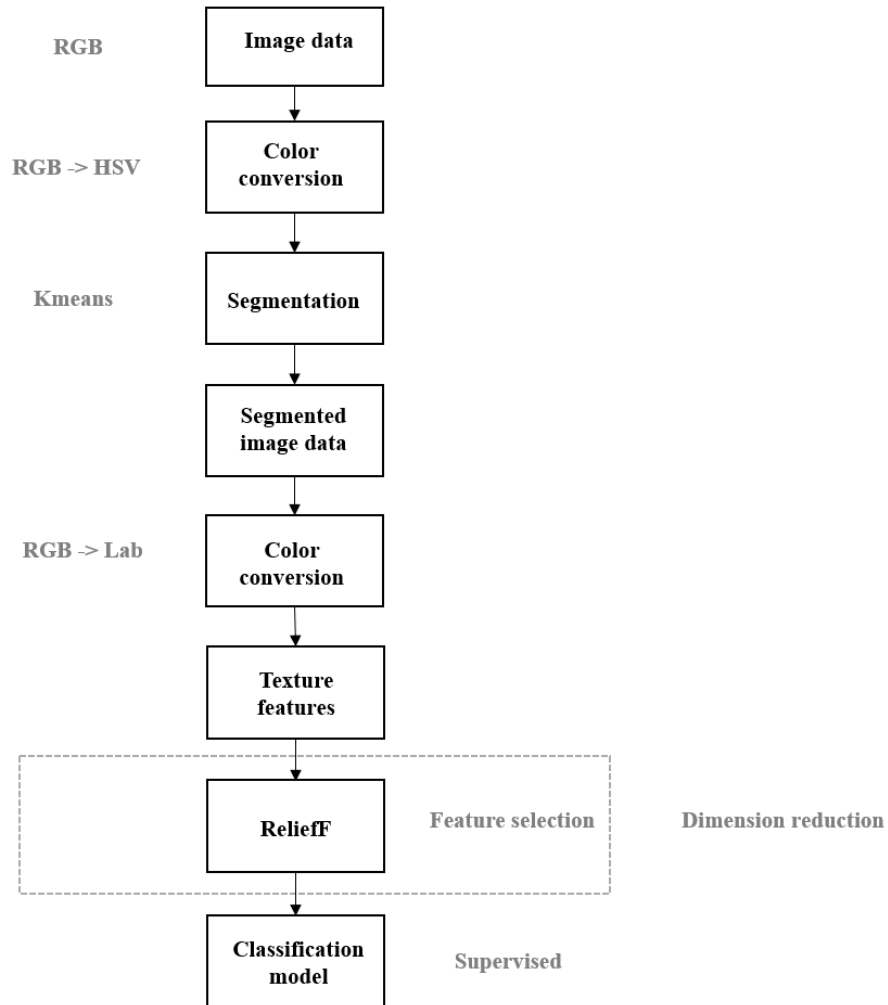 RGB
Image data
RGB -> HSV
Color
conversion
Kmeans
Segmentation
Segmented
image data
RGB -> Lab
Color
conversion
Texture
features
ReliefF
Feature selection
Dimension reduction
Classification
model
Supervised